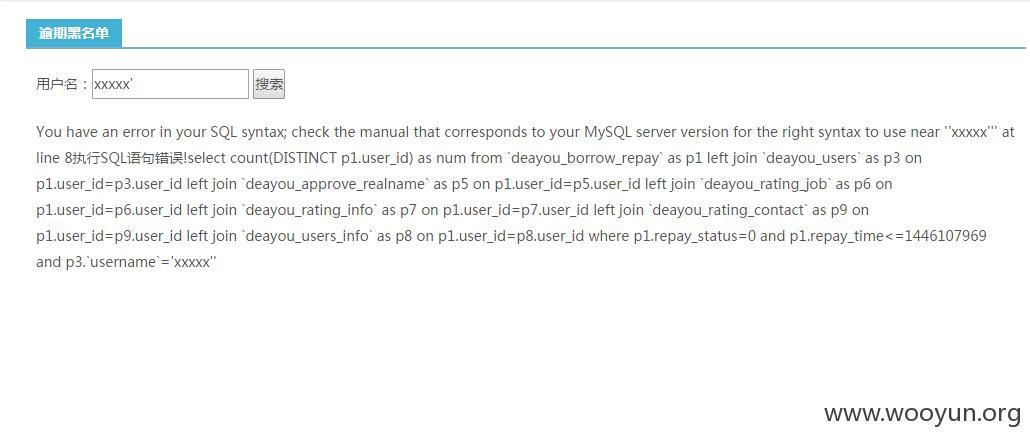 逾期黑名单
用户名：xxxxx' 搜索
You have an error in your SQL syntax; check the manual that corresponds to your MySQL server version for the right syntax to use near ''xxxxx''' at
line 8执行SQL语句错误!select count(DISTINCT p1.user_id) as num from `deayou_borrow_repay` as p1 left join `deayou_users` as p3 on
p1.user_id=p3.user_id left join `deayou_approve_realname` as p5 on p1.user_id=p5.user_id left join `deayou_rating_job` as p6 on
p1.user_id=p6.user_id left join `deayou_rating_info` as p7 on p1.user_id=p7.user_id left join `deayou_rating_contact` as p9 on
p1.user_id=p9.user_id left join `deayou_users_info` as p8 on p1.user_id=p8.user_id where p1.repay_status=0 and p1.repay_time<=1446107969
and p3.`username`='xxxxx''
www.wooyun.org